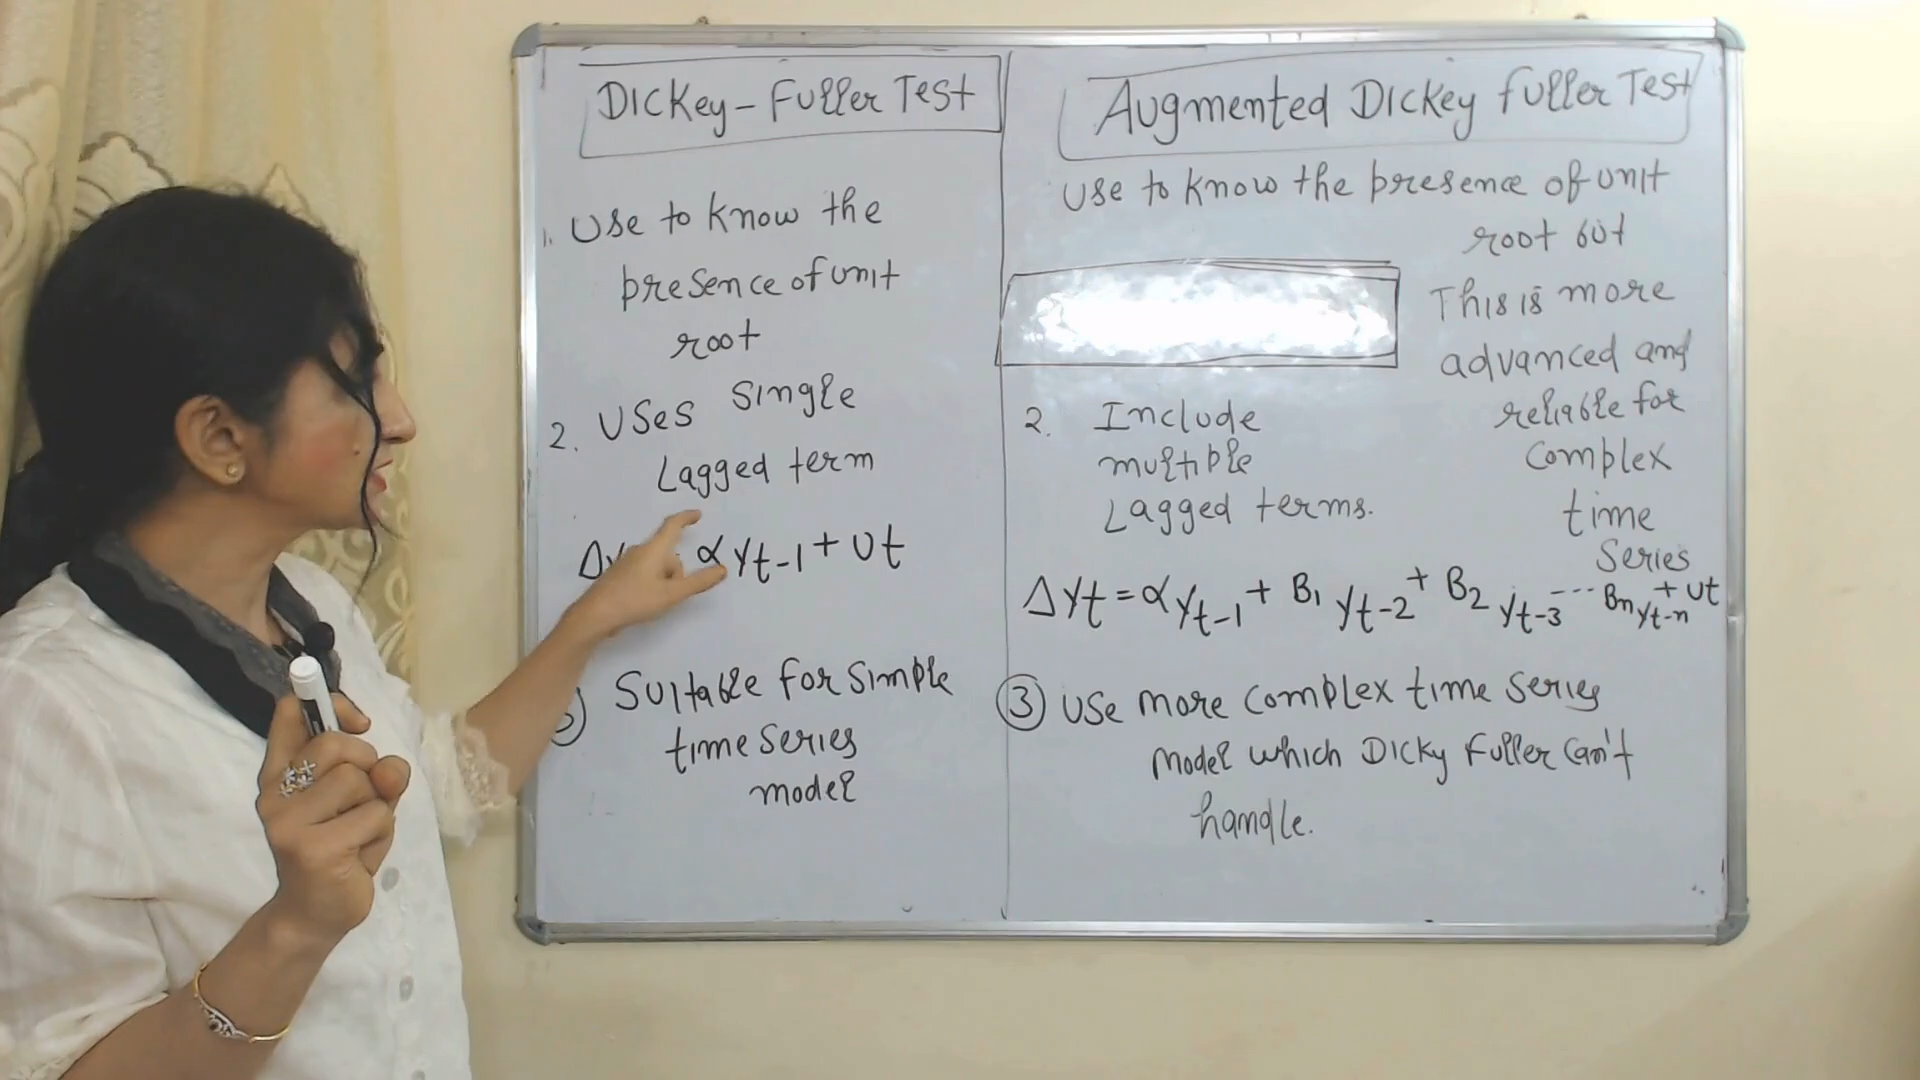 Dickey-Fuller Test
1. Use to know the
presence of unit
root
2. Uses single
Lagged term
αyt-1 + Ut
Suitable for simple
time series
model
Augmented Dickey Fuller Test
Use to know the presence of unit
root but
This is more
advanced and
reliable for
complex
time
series
2. Include
multiple
Lagged terms.
ΔYt = αyt-1 + B1 yt-2 + B2 yt-3 --- Bn yt-n + Ut
3 Use more complex time series
model which Dicky Fuller can't
handle.